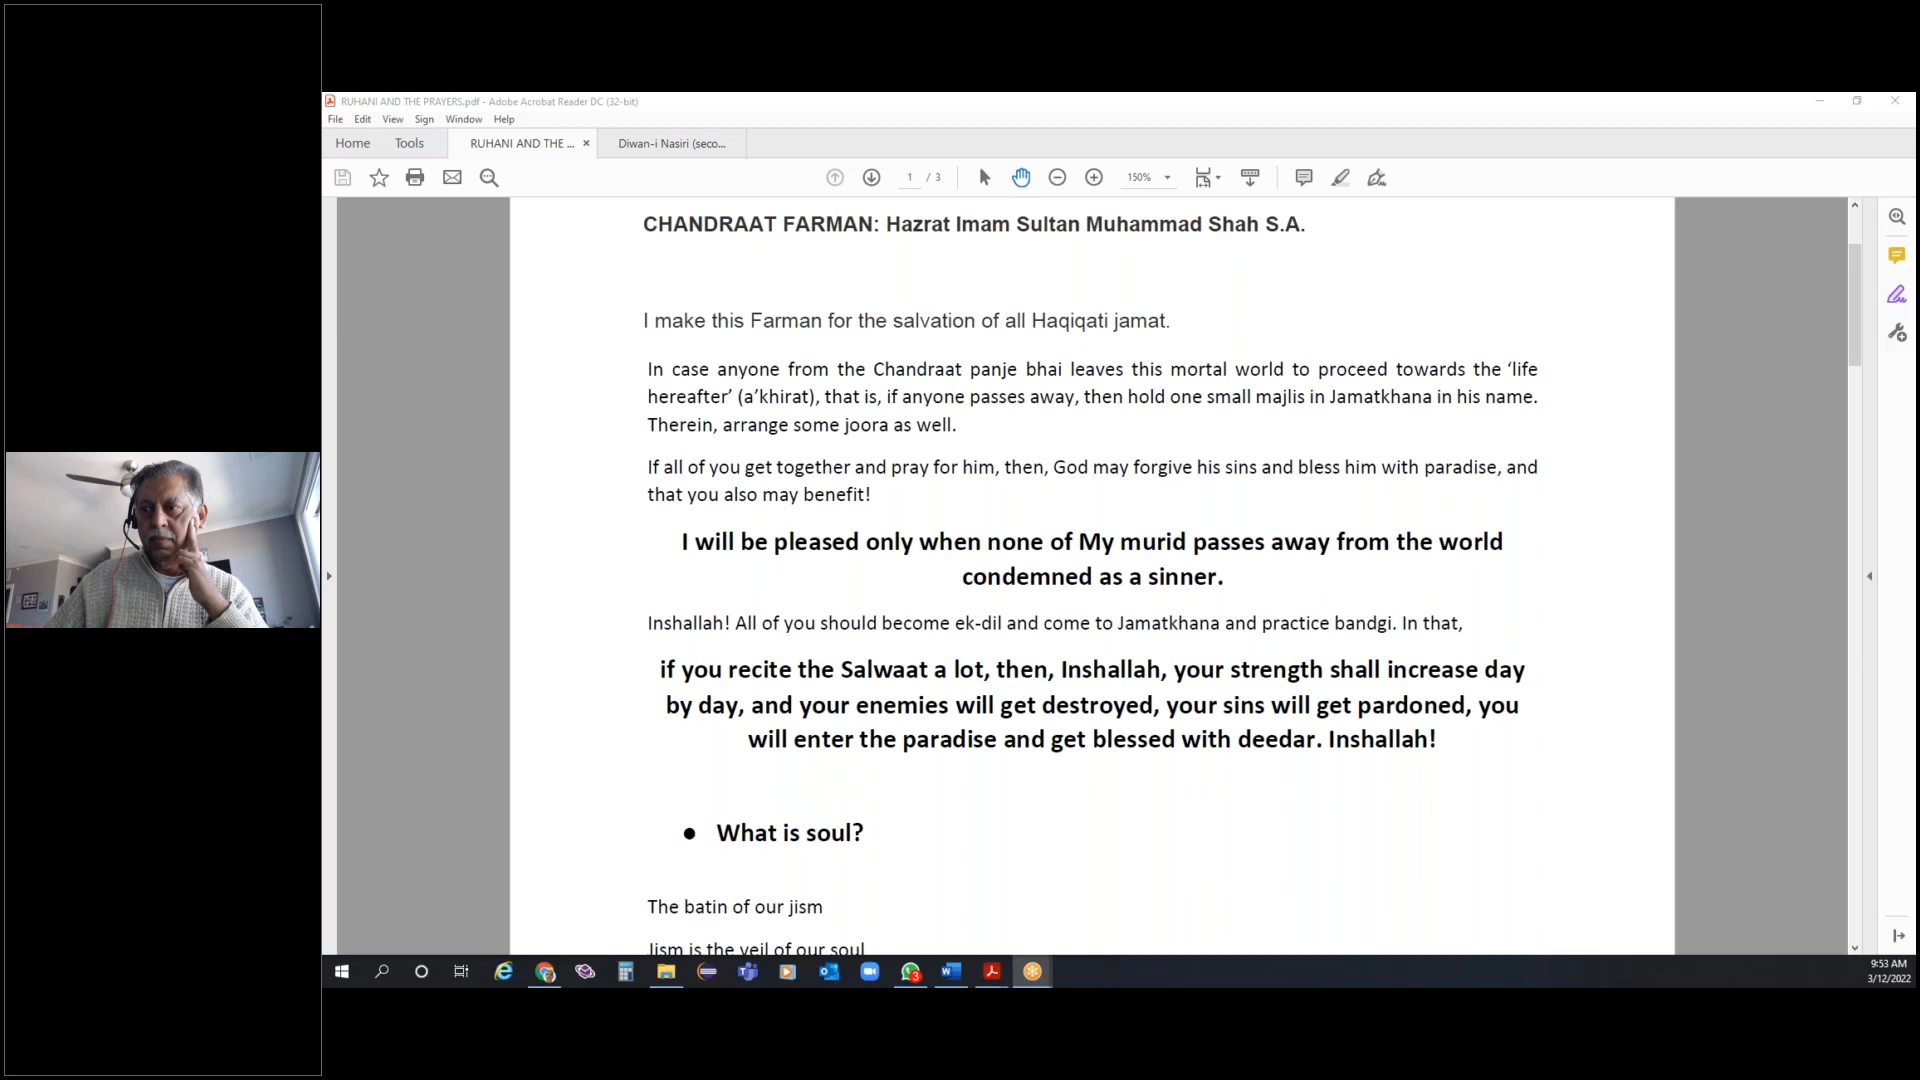 RUHANI AND THE PRAYERS.pdf - Adobe Acrobat Reader DC (32-bit)
File Edit View Sign Window Help
Home Tools RUHANI AND THE ... × Diwan-i Nasiri (seco...
1 / 3 150%
CHANDRAAT FARMAN: Hazrat Imam Sultan Muhammad Shah S.A.
I make this Farman for the salvation of all Haqiqati jamat.
In case anyone from the Chandraat panje bhai leaves this mortal world to proceed towards the ‘life
hereafter’ (a’khirat), that is, if anyone passes away, then hold one small majlis in Jamatkhana in his name.
Therein, arrange some joora as well.
If all of you get together and pray for him, then, God may forgive his sins and bless him with paradise, and
that you also may benefit!
I will be pleased only when none of My murid passes away from the world
condemned as a sinner.
Inshallah! All of you should become ek-dil and come to Jamatkhana and practice bandgi. In that,
if you recite the Salwaat a lot, then, Inshallah, your strength shall increase day
by day, and your enemies will get destroyed, your sins will get pardoned, you
will enter the paradise and get blessed with deedar. Inshallah!
● What is soul?
The batin of our jism
Jism is the veil of our soul
3
9:53 AM
3/12/2022